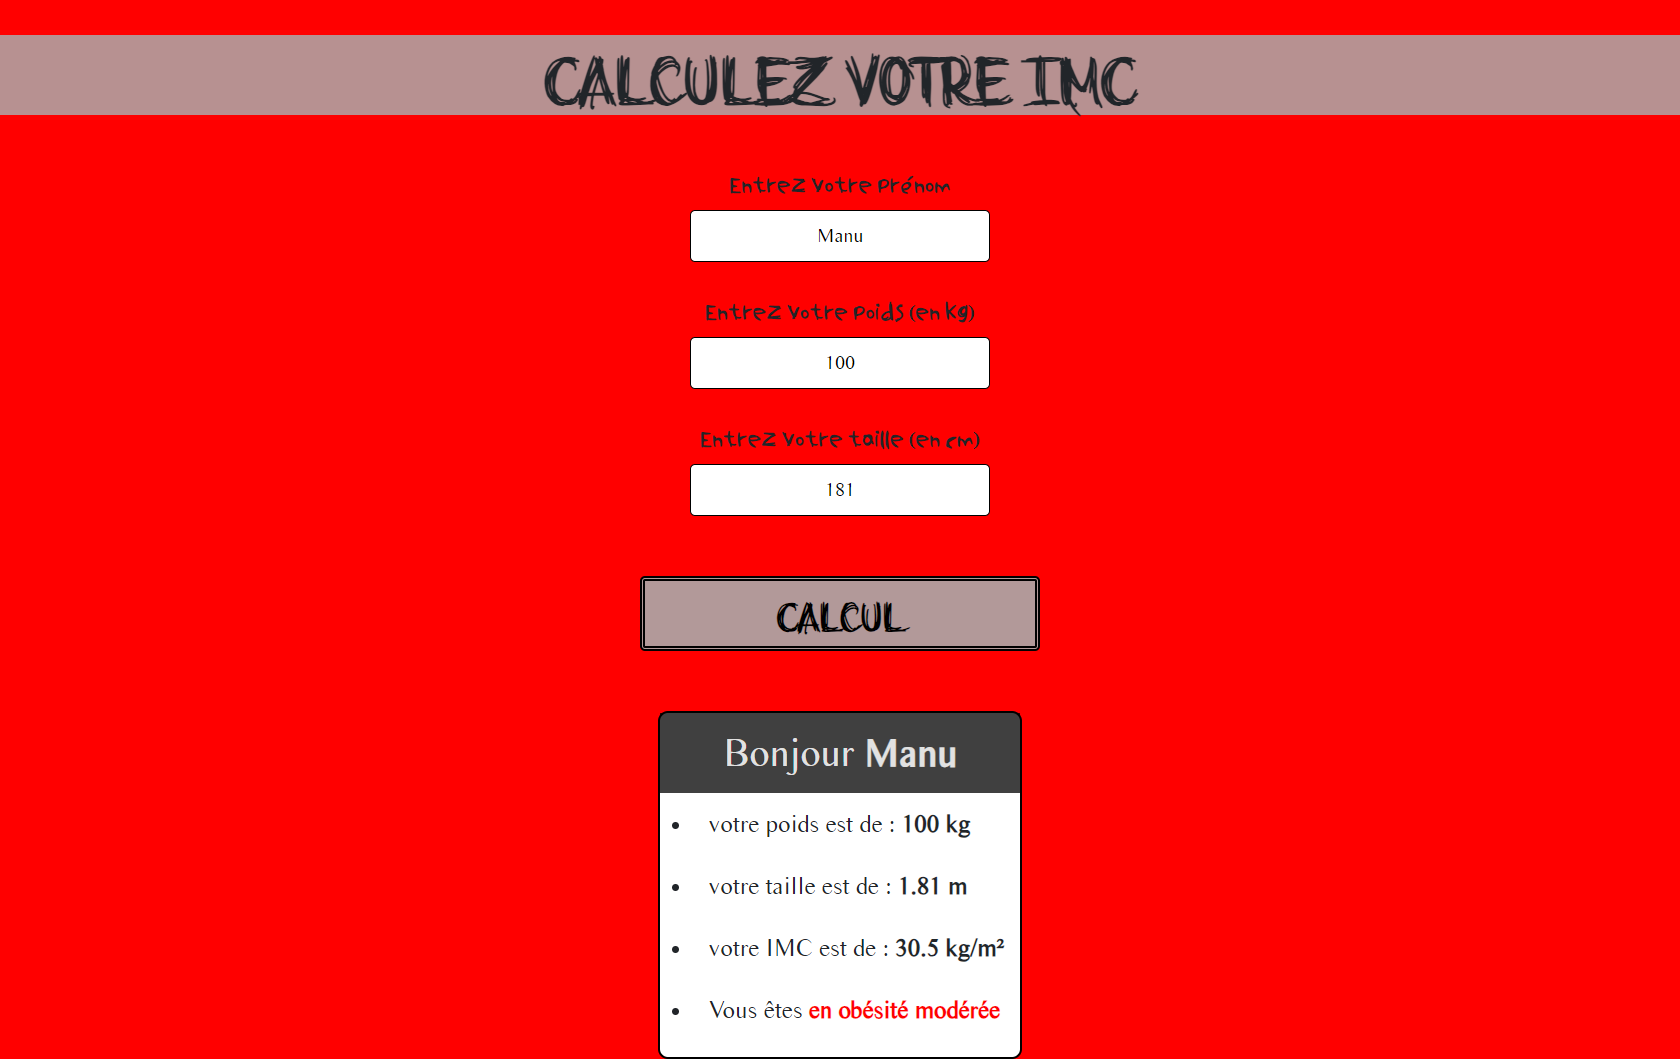 CALCULEZ VOTRE IMC
Entrez votre prénom
Manu
Entrez votre poids (en kg)
100
Entrez votre taille (en cm)
181
CALCUL
Bonjour Manu
• votre poids est de : 100 kg
• votre taille est de : 1.81 m
• votre IMC est de : 30.5 kg/m²
• Vous êtes en obésité modérée